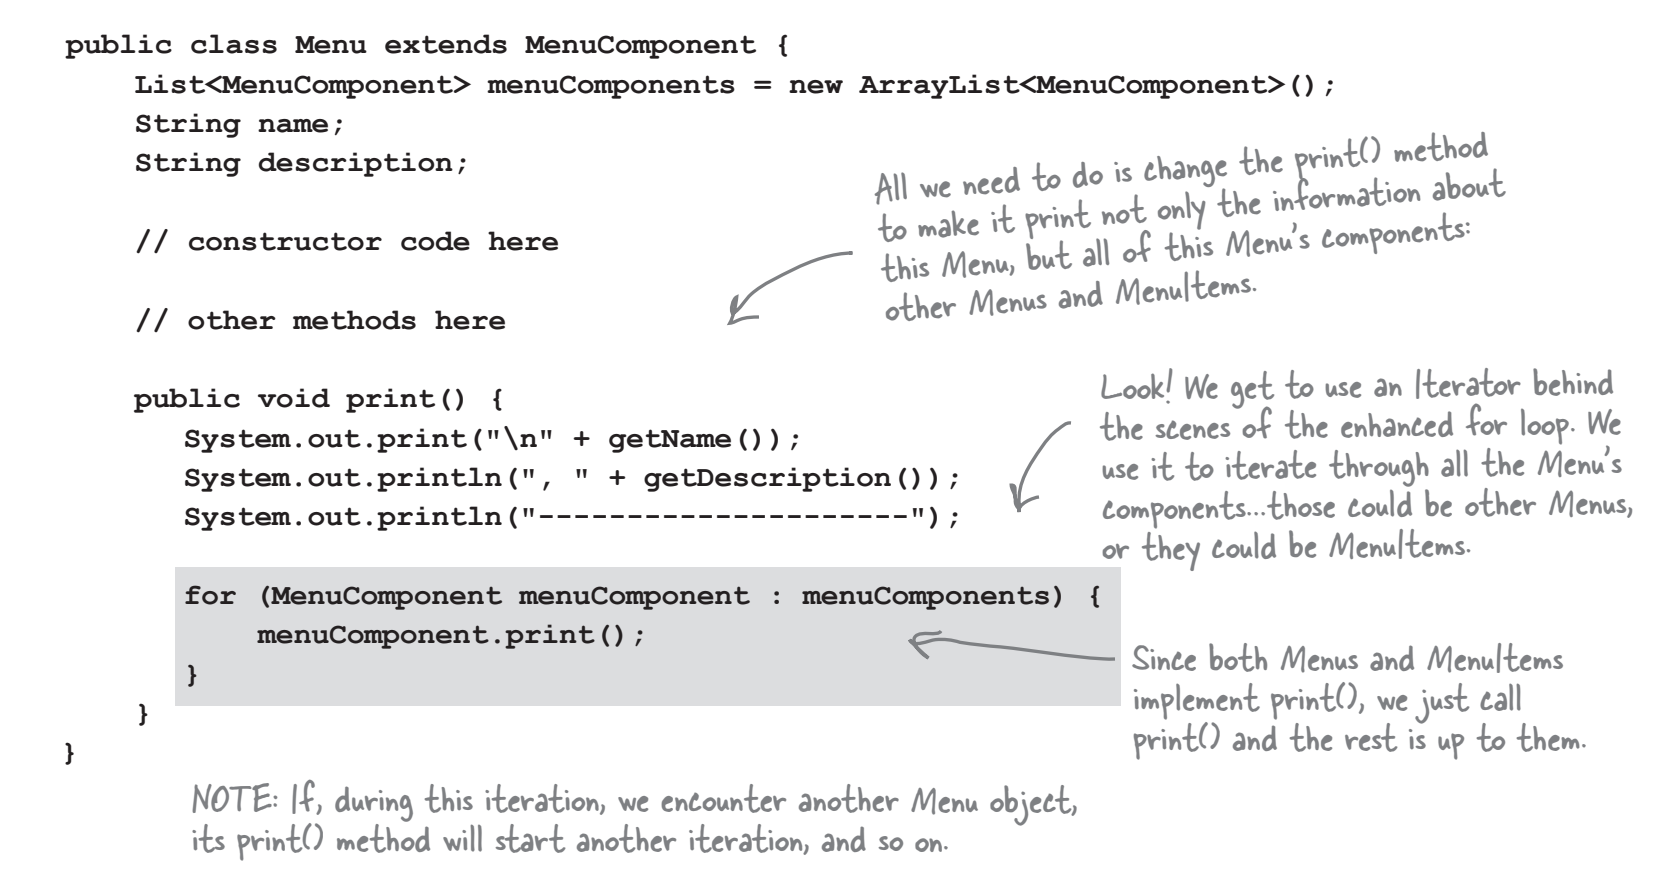 public class Menu extends MenuComponent {
List<MenuComponent> menuComponents = new ArrayList<MenuComponent>();
String name;
String description;
All we need to do is change the print() method
to make it print not only the information about
this Menu, but all of this Menu's components:
other Menus and MenuItems.
// constructor code here
// other methods here
public void print() {
System.out.print("\n" + getName());
System.out.println(", " + getDescription());
System.out.println("---------------------");
Look! We get to use an Iterator behind
the scenes of the enhanced for loop. We
use it to iterate through all the Menu's
components...those could be other Menus,
or they could be MenuItems.
for (MenuComponent menuComponent : menuComponents) {
menuComponent.print();
}
Since both Menus and MenuItems
implement print(), we just call
print() and the rest is up to them.
}
}
NOTE: If, during this iteration, we encounter another Menu object,
its print() method will start another iteration, and so on.